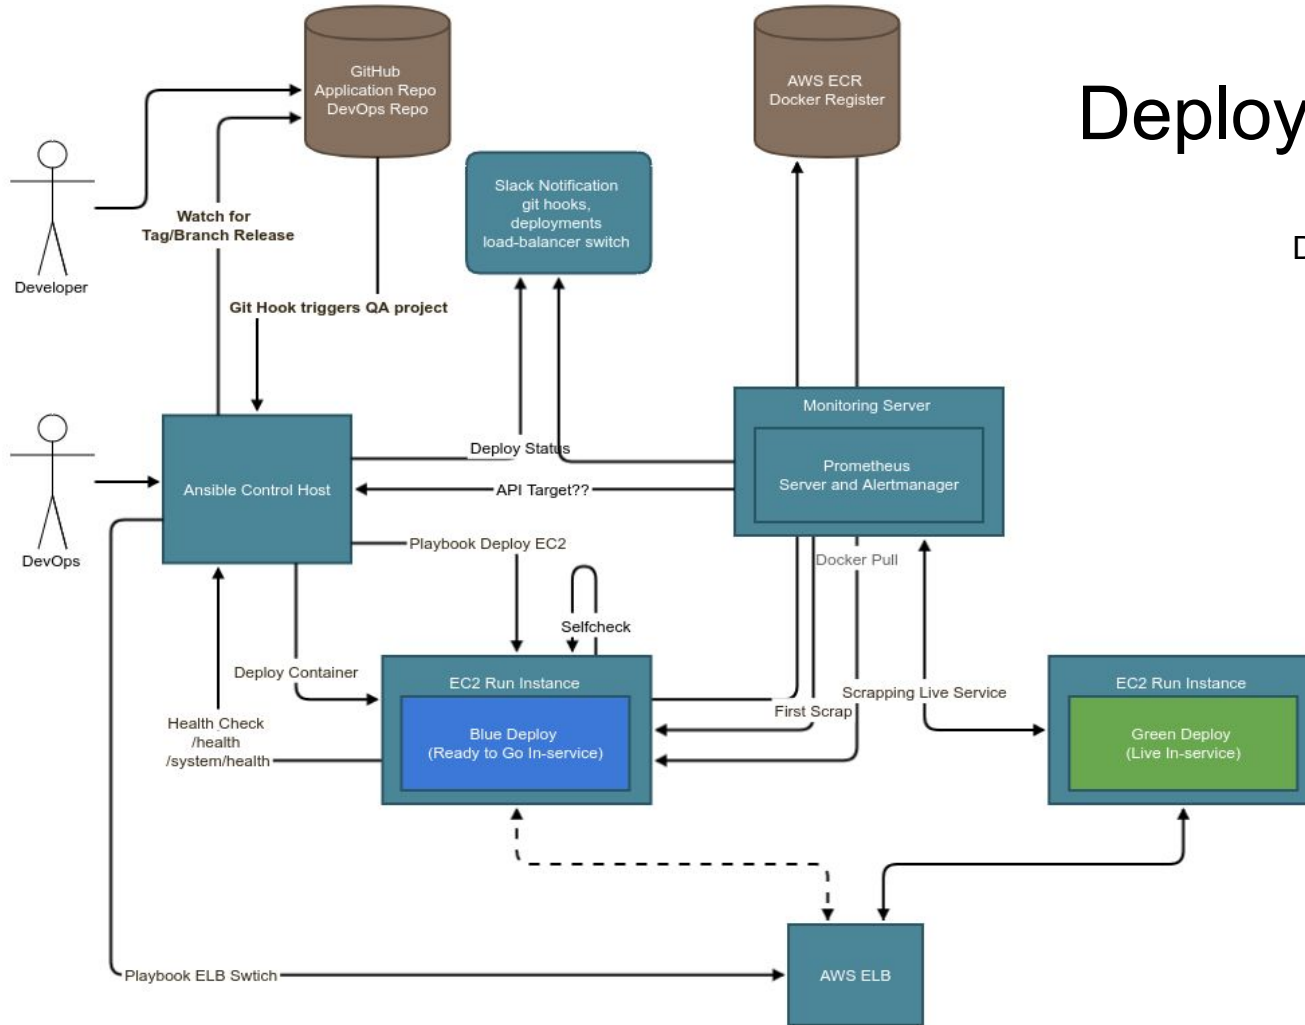 GitHub
Application Repo
DevOps Repo
AWS ECR
Docker Register
Deploy
D
Slack Notification
git hooks,
deployments
load-balancer switch
Watch for
Tag/Branch Release
Developer
Git Hook triggers QA project
Monitoring Server
Prometheus
Server and Alertmanager
Deploy Status
Ansible Control Host
API Target??
DevOps
Playbook Deploy EC2
Docker Pull
Selfcheck
Deploy Container
EC2 Run Instance
Blue Deploy
(Ready to Go In-service)
Health Check
/health
/system/health
First Scrap
Scrapping Live Service
EC2 Run Instance
Green Deploy
(Live In-service)
Playbook ELB Swtich
AWS ELB